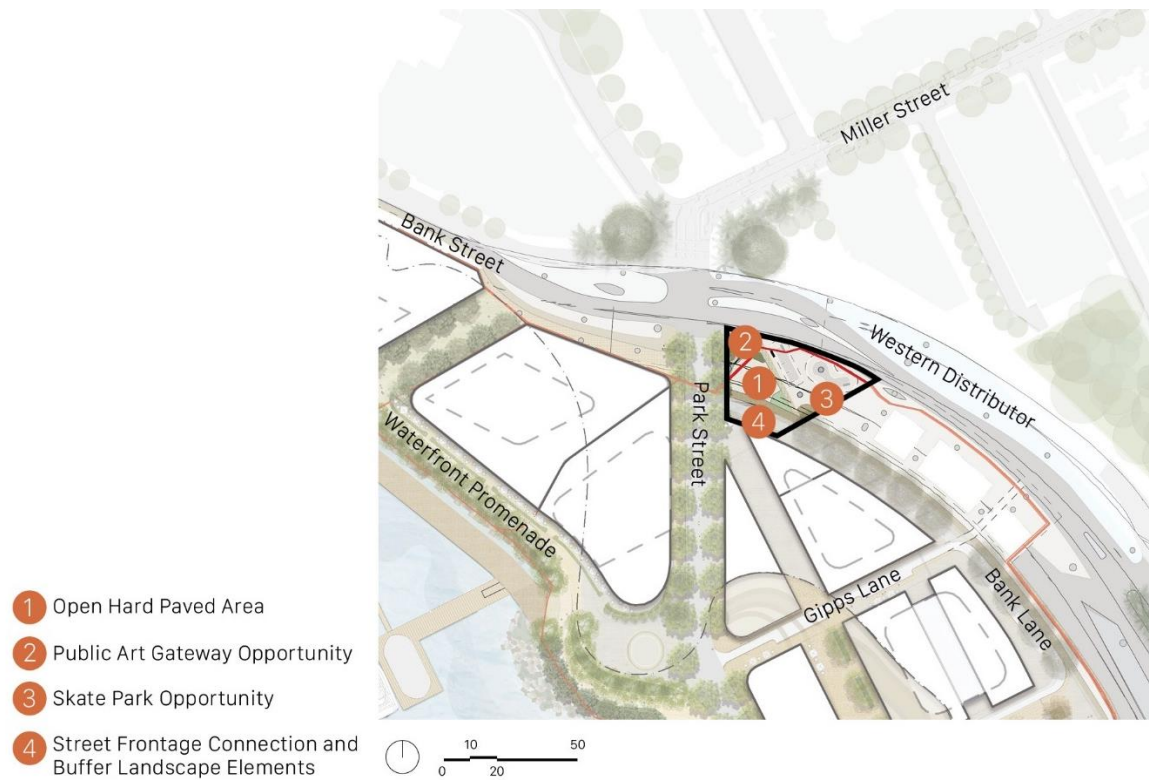 Miller Street
Bank Street
Western Distributor
2
1
3
4
Park Street
Waterfront Promenade
Gipps Lane
Bank Lane
1 Open Hard Paved Area
2 Public Art Gateway Opportunity
3 Skate Park Opportunity
4 Street Frontage Connection and
Buffer Landscape Elements
10 50
0 20